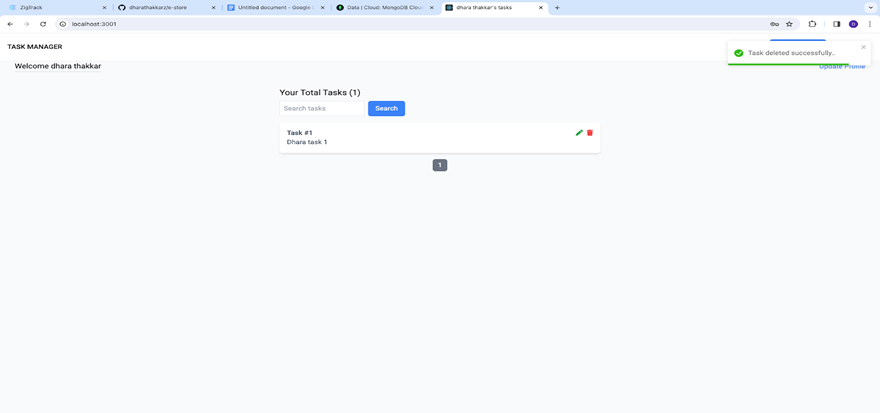 ZigTrack
dharathakkarz/e-store
Untitled document - Google
Data | Cloud: MongoDB Cloud
dhara thakkar's tasks
localhost:3001
TASK MANAGER
Task deleted successfully..
Welcome dhara thakkar
Update Profile
Your Total Tasks (1)
Search tasks
Search
Task #1
Dhara task 1
1